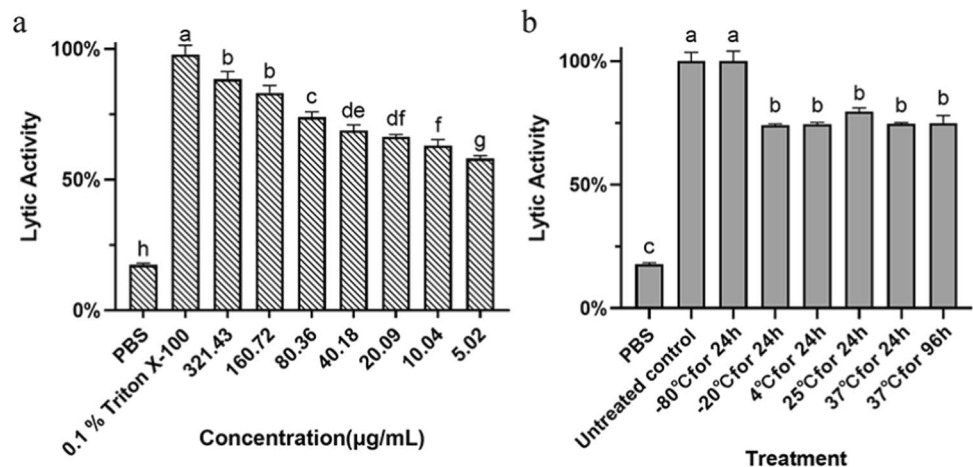 a
Lytic Activity
100%
50%
0%
h
a
b
b
c
de
df
f
g
PBS
0.1 % Triton X-100
321.43
160.72
80.36
40.18
20.09
10.04
5.02
Concentration(μg/mL)
b
Lytic Activity
100%
50%
0%
c
a
a
b
b
b
b
b
PBS
Untreated control
-80°Cfor 24h
-20°Cfor 24h
4°Cfor 24h
25°Cfor 24h
37°Cfor 24h
37°Cfor 96h
Treatment